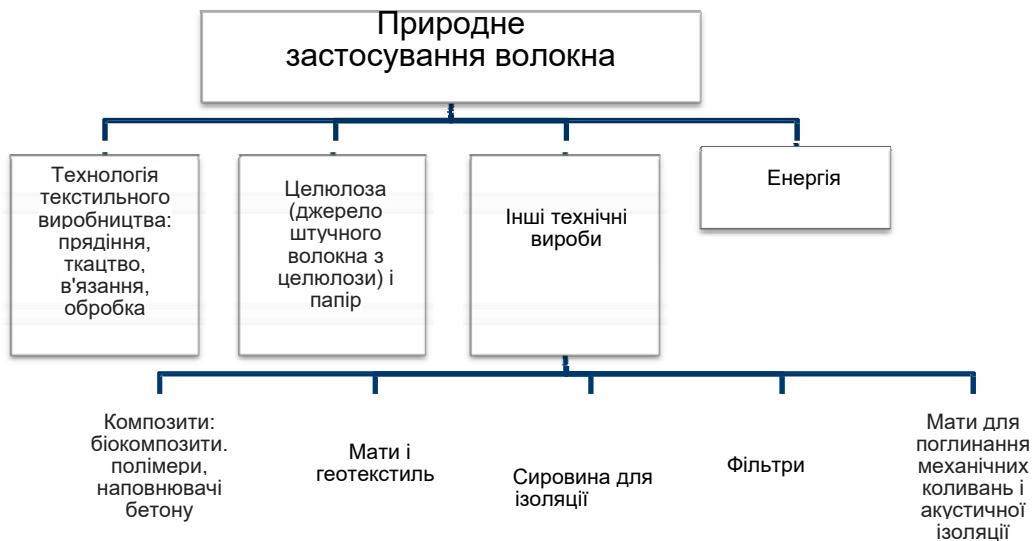 Природне
застосування волокна
Технологія
текстильного
виробництва:
прядіння,
ткацтво,
в'язання,
обробка
Целюлоза
(джерело
штучного
волокна з
целюлози) і
папір
Інші технічні
вироби
Енергія
Композити:
біокомпозити.
полімери,
наповнювачі
бетону
Мати і
геотекстиль
Сировина для
ізоляції
Фільтри
Мати для
поглинання
механічних
коливань і
акустичної
ізоляції